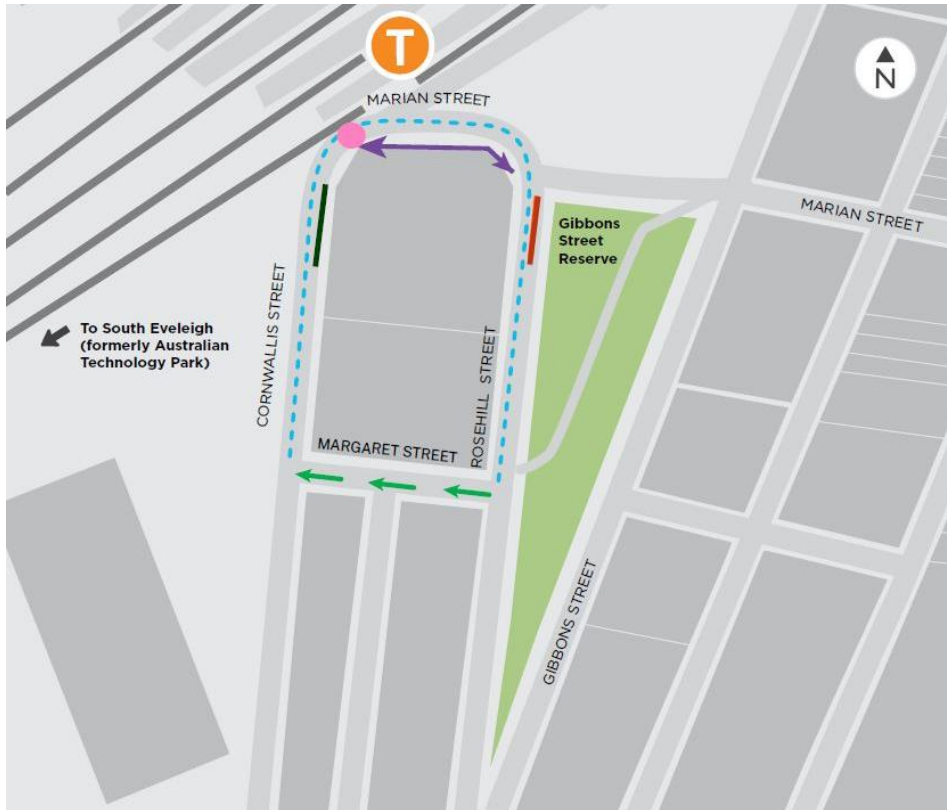 T
N
MARIAN STREET
MARIAN STREET
Gibbons
Street
Reserve
To South Eveleigh
(formerly Australian
Technology Park)
CORNWALLIS STREET
ROSEHILL STREET
MARGARET STREET
GIBBONS STREET